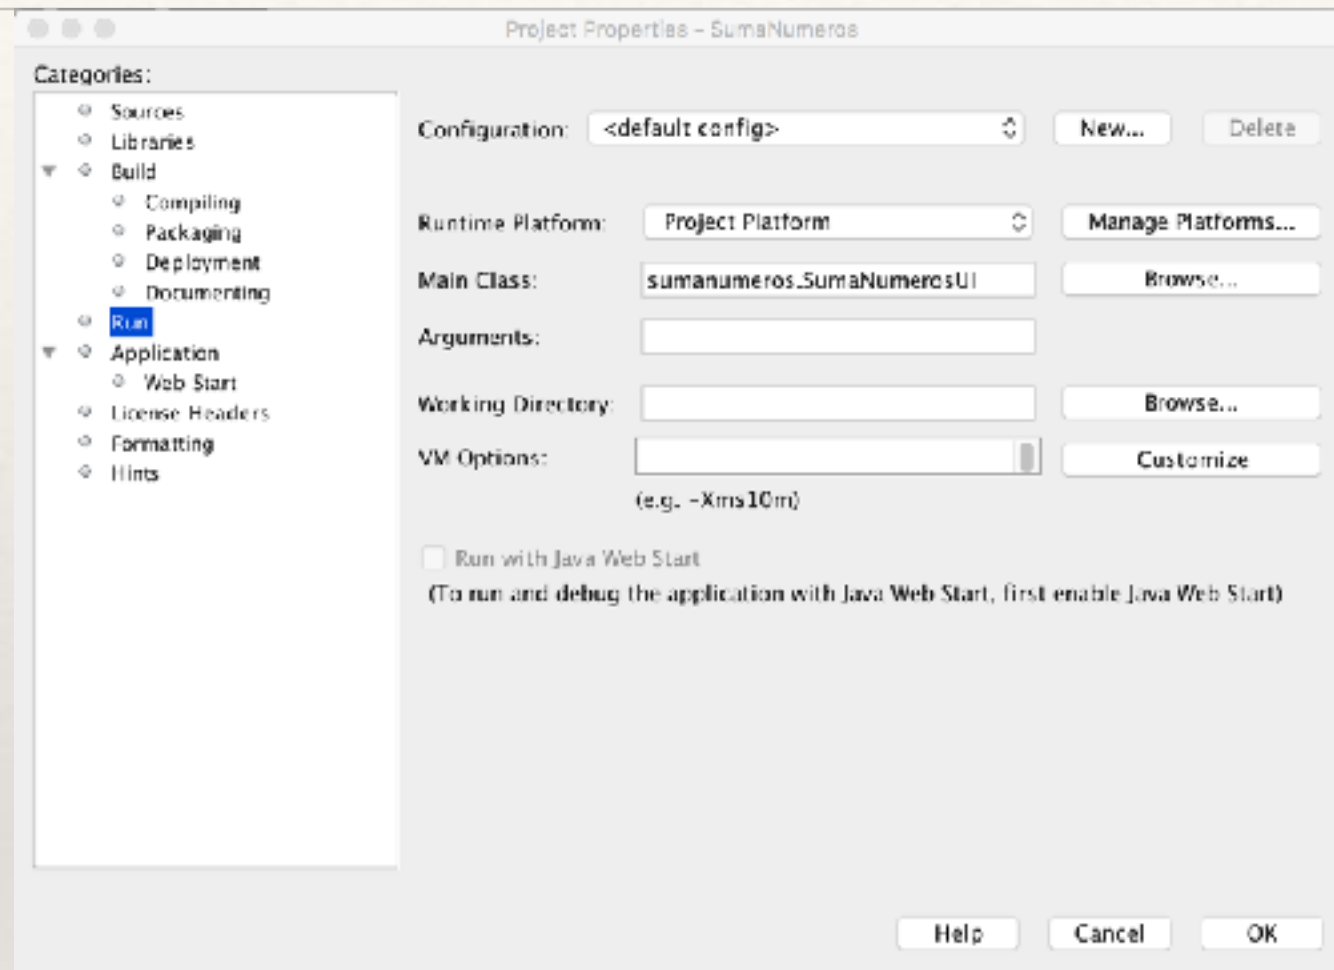 Project Properties - SumaNumeros
Categories:
Sources
Libraries
Build
Compiling
Packaging
Deployment
Documenting
Run
Application
Web Start
License Headers
Formatting
Hints
Configuration: <default config> New... Delete
Runtime Platform: Project Platform Manage Platforms...
Main Class: sumanumeros.SumaNumerosUI Browse...
Arguments:
Working Directory: Browse...
VM Options: Customize
(e.g. -Xms10m)
Run with Java Web Start
(To run and debug the application with Java Web Start, first enable Java Web Start)
Help Cancel OK